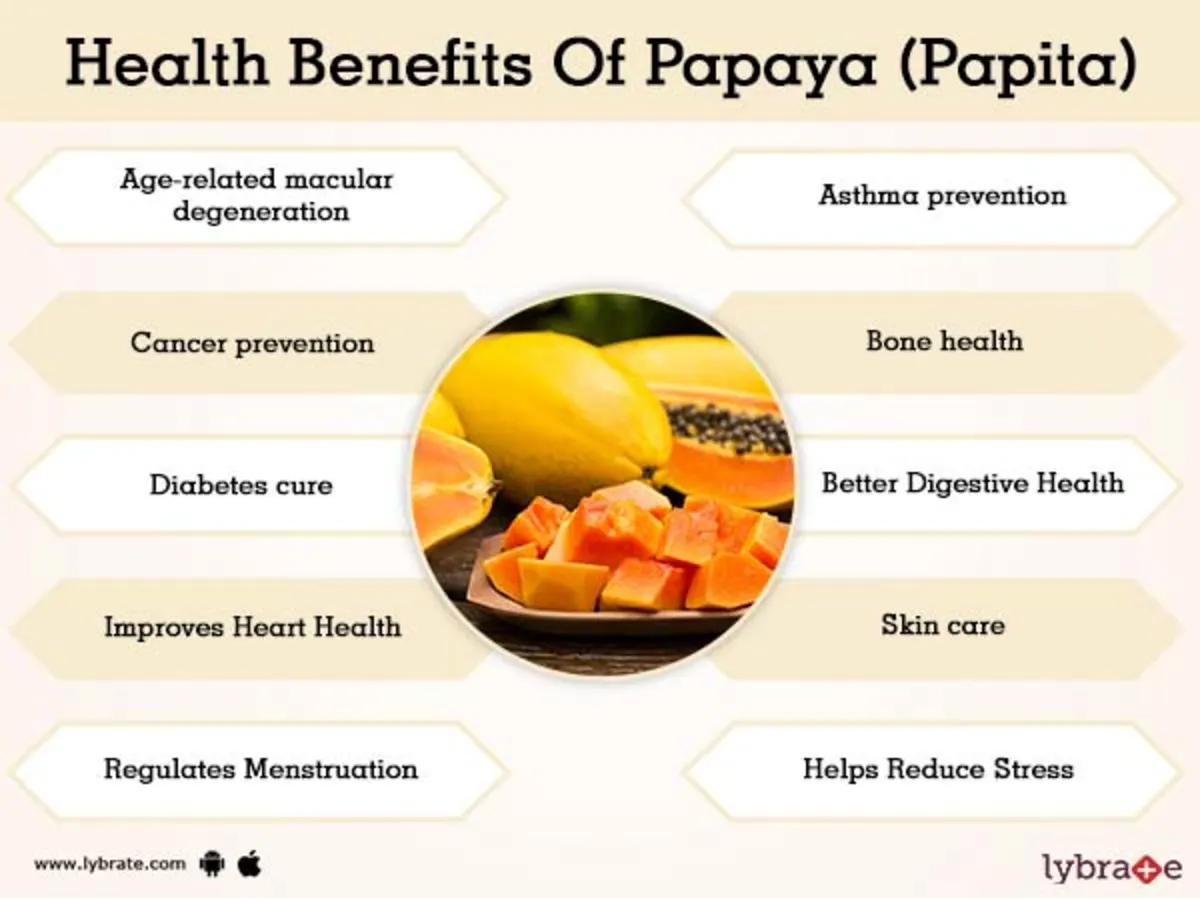 Health Benefits Of Papaya (Papita)
Age-related macular
degeneration
Asthma prevention
Cancer prevention
Bone health
Diabetes cure
Better Digestive Health
Improves Heart Health
Skin care
Regulates Menstruation
Helps Reduce Stress
www.lybrate.com
lybrate